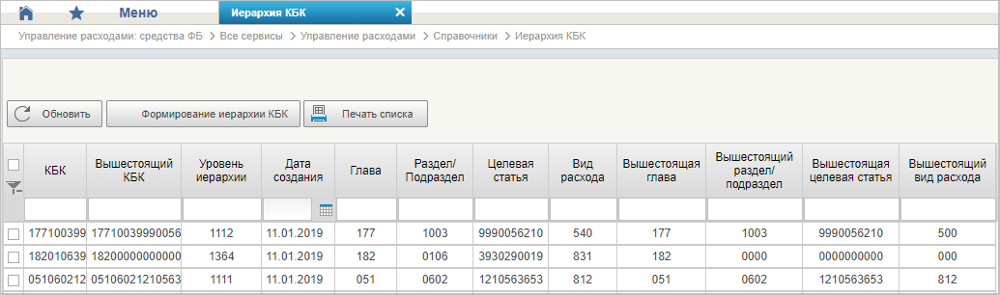 Меню Иерархия КБК
Управление расходами: средства ФБ Все сервисы Управление расходами Справочники Иерархия КБК
Обновить Формирование иерархии КБК Печать списка
КБК Вышестоящий КБК Уровень иерархии Дата создания Глава Раздел/Подраздел Целевая статья Вид расхода Вышестоящая глава Вышестоящий раздел/подраздел Вышестоящая целевая статья Вышестоящий вид расхода
177100399 17710039990056 1112 11.01.2019 177 1003 9990056210 540 177 1003 9990056210 500
182010639 18200000000000 1364 11.01.2019 182 0106 3930290019 831 182 0000 0000000000 000
051060212 05106021210563 1111 11.01.2019 051 0602 1210563653 812 051 0602 1210563653 812